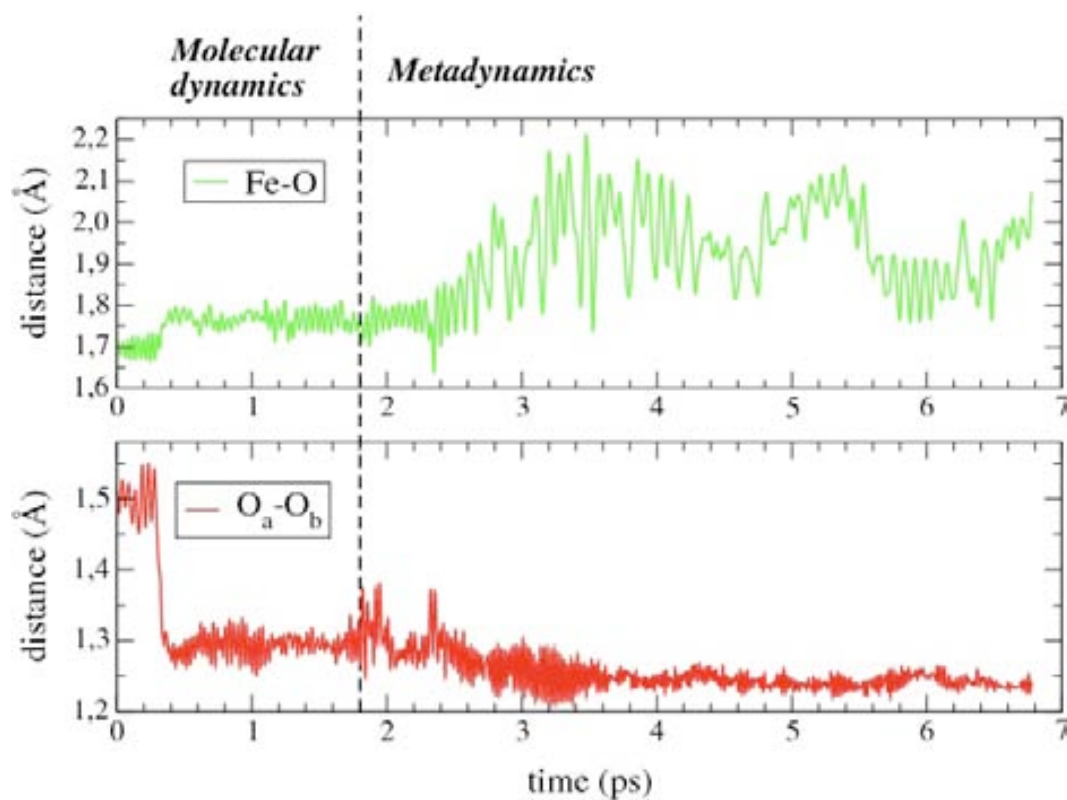 Molecular
dynamics
Metadynamics
2,2
2,1
2,0
1,9
1,8
1,7
1,6
distance (Å)
Fe-O
0 1 2 3 4 5 6 7
1,5
1,4
1,3
1,2
distance (Å)
Oa-Ob
0 1 2 3 4 5 6 7
time (ps)